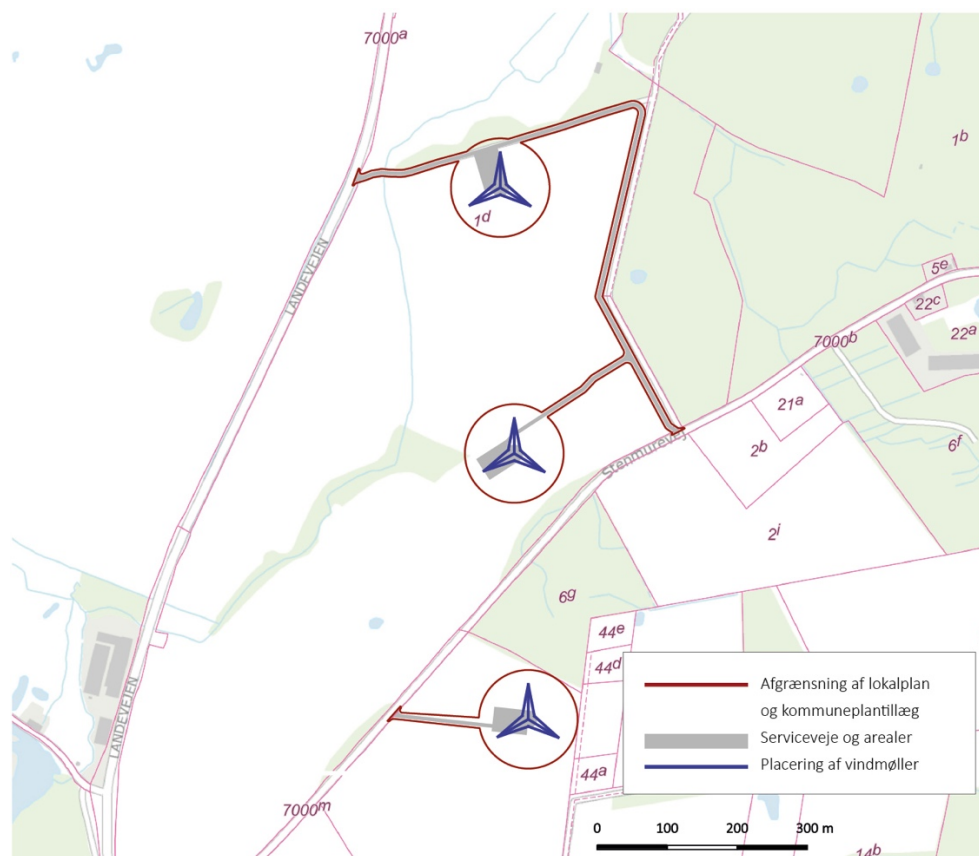 7000a
1b
1d
LANDEVEJEN
5e
22c
7000b
22a
21a
6f
2b
Stenmurevej
2i
6g
44e
44d
LANDEVEJEN
44a
7000m
14b
Afgrænsning af lokalplan
og kommuneplantillæg
Serviceveje og arealer
Placering af vindmøller
0 100 200 300 m